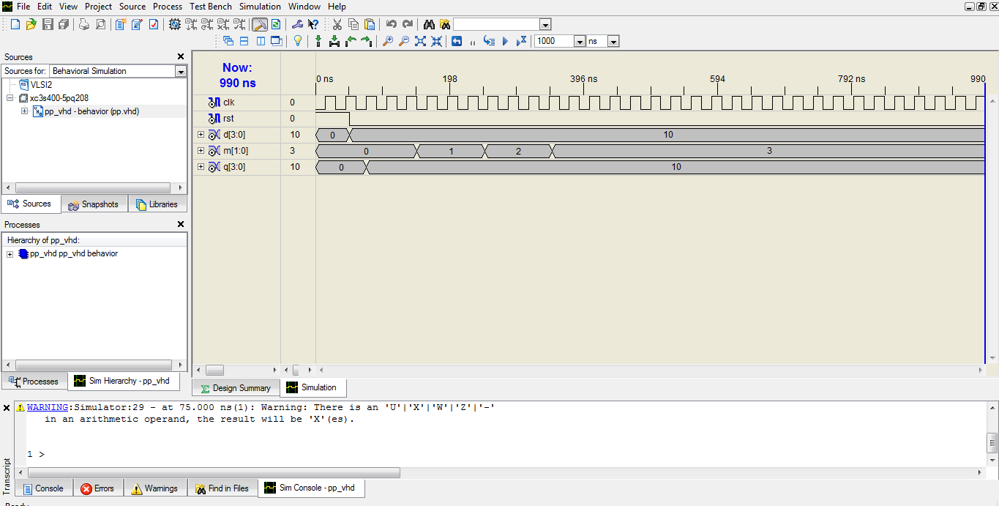 File Edit View Project Source Process Test Bench Simulation Window Help
1000 ns
Sources
Sources for: Behavioral Simulation
VLSI2
xc3s400-5pq208
pp_vhd - behavior (pp.vhd)
Sources Snapshots Libraries
Processes
Hierarchy of pp_vhd:
pp_vhd pp_vhd behavior
Processes Sim Hierarchy - pp_vhd
Now:
990 ns
0 ns 198 396 ns 594 792 ns 990
clk 0
rst 0
d[3:0] 10 0 10
m[1:0] 3 0 1 2 3
q[3:0] 10 0 10
Design Summary Simulation
WARNING:Simulator:29 - at 75.000 ns(1): Warning: There is an 'U'|'X'|'W'|'Z'|'-'
in an arithmetic operand, the result will be 'X'(es).
1 >
Transcript
Console Errors Warnings Find in Files Sim Console - pp_vhd